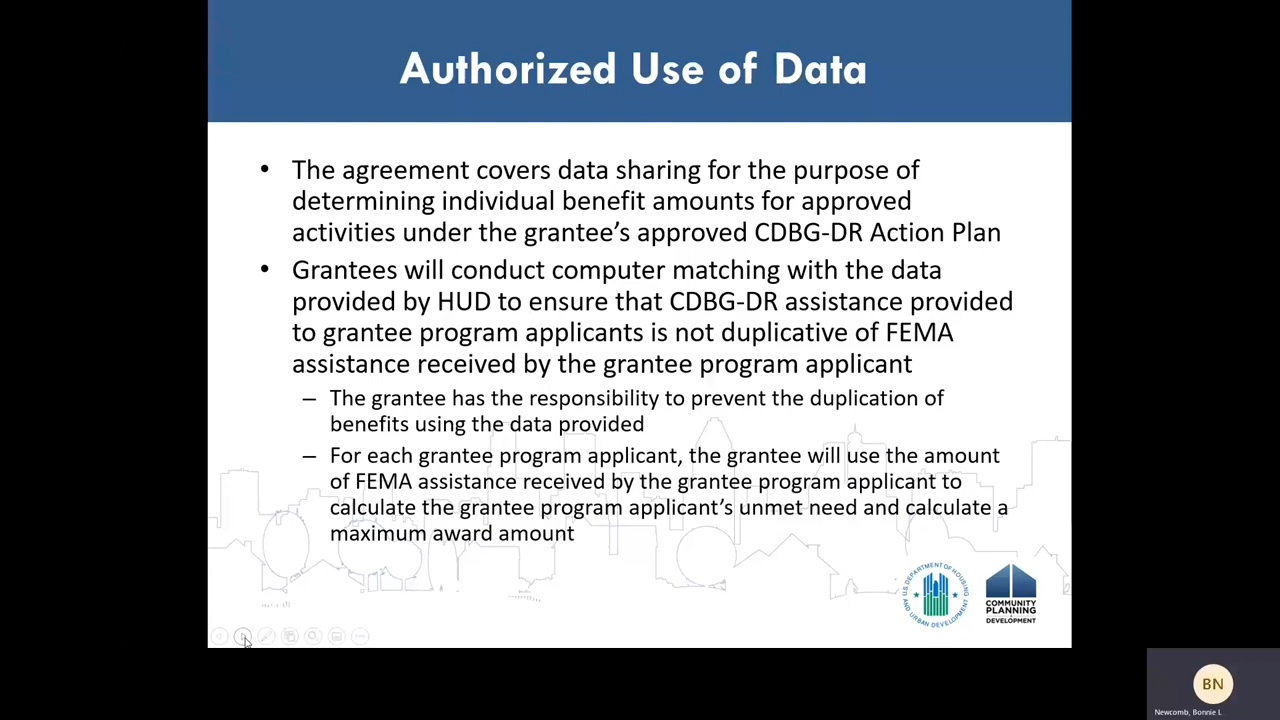 Authorized Use of Data
• The agreement covers data sharing for the purpose of
determining individual benefit amounts for approved
activities under the grantee's approved CDBG-DR Action Plan
• Grantees will conduct computer matching with the data
provided by HUD to ensure that CDBG-DR assistance provided
to grantee program applicants is not duplicative of FEMA
assistance received by the grantee program applicant
– The grantee has the responsibility to prevent the duplication of
benefits using the data provided
– For each grantee program applicant, the grantee will use the amount
of FEMA assistance received by the grantee program applicant to
calculate the grantee program applicant's unmet need and calculate a
maximum award amount
U.S. DEPARTMENT OF HOUSING
AND URBAN DEVELOPMENT
COMMUNITY
PLANNING
DEVELOPMENT
BN
Newcomb, Bonnie L